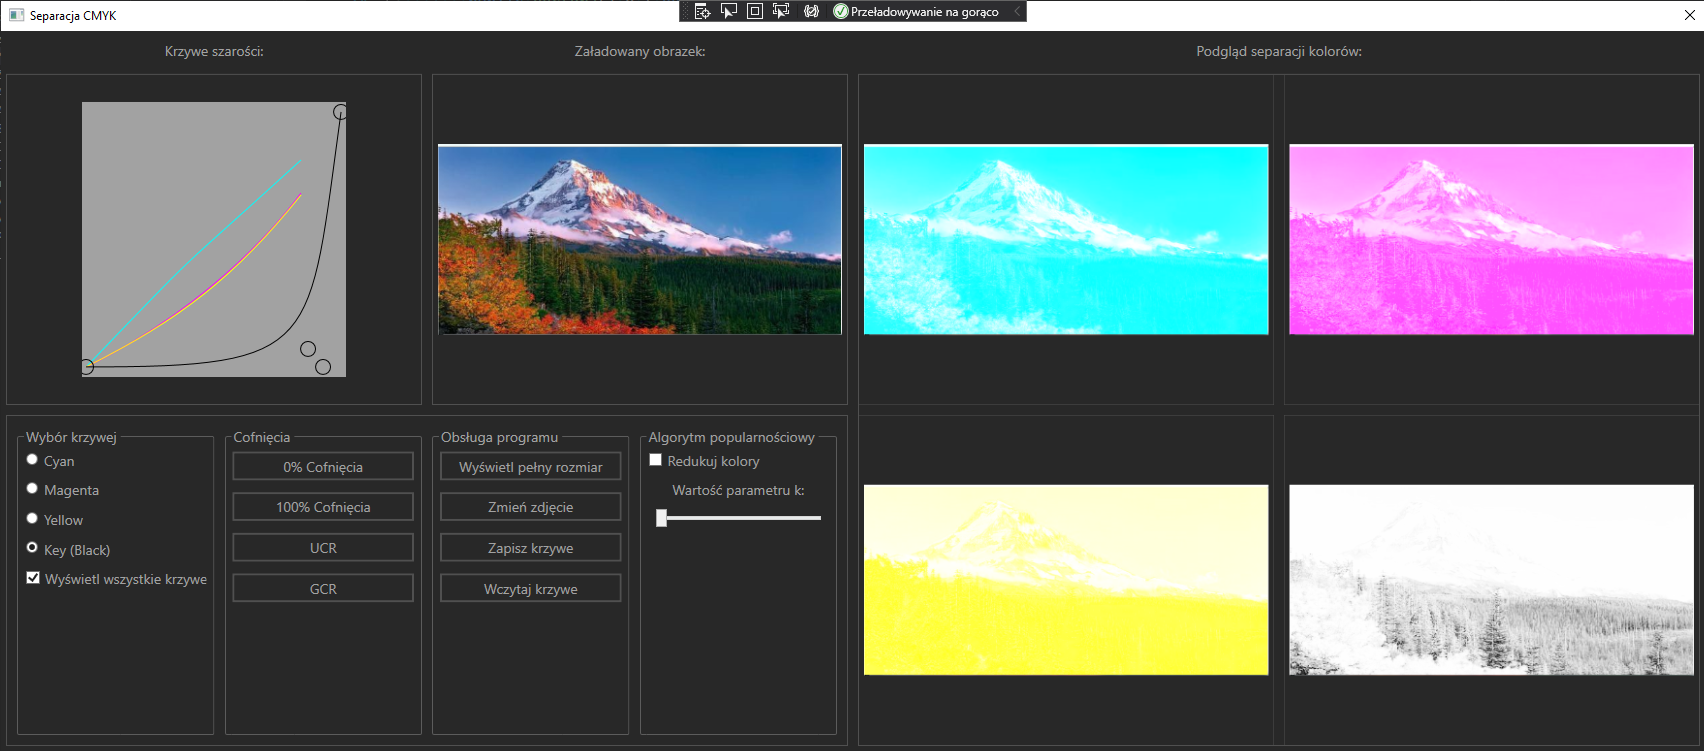 Separacja CMYK
Przeładowywanie na gorąco
Krzywe szarości:
Załadowany obrazek:
Podgląd separacji kolorów:
Wybór krzywej
Cyan
Magenta
Yellow
Key (Black)
Wyświetl wszystkie krzywe
Cofnięcia
0% Cofnięcia
100% Cofnięcia
UCR
GCR
Obsługa programu
Wyświetl pełny rozmiar
Zmień zdjęcie
Zapisz krzywe
Wczytaj krzywe
Algorytm popularnościowy
Redukuj kolory
Wartość parametru k: